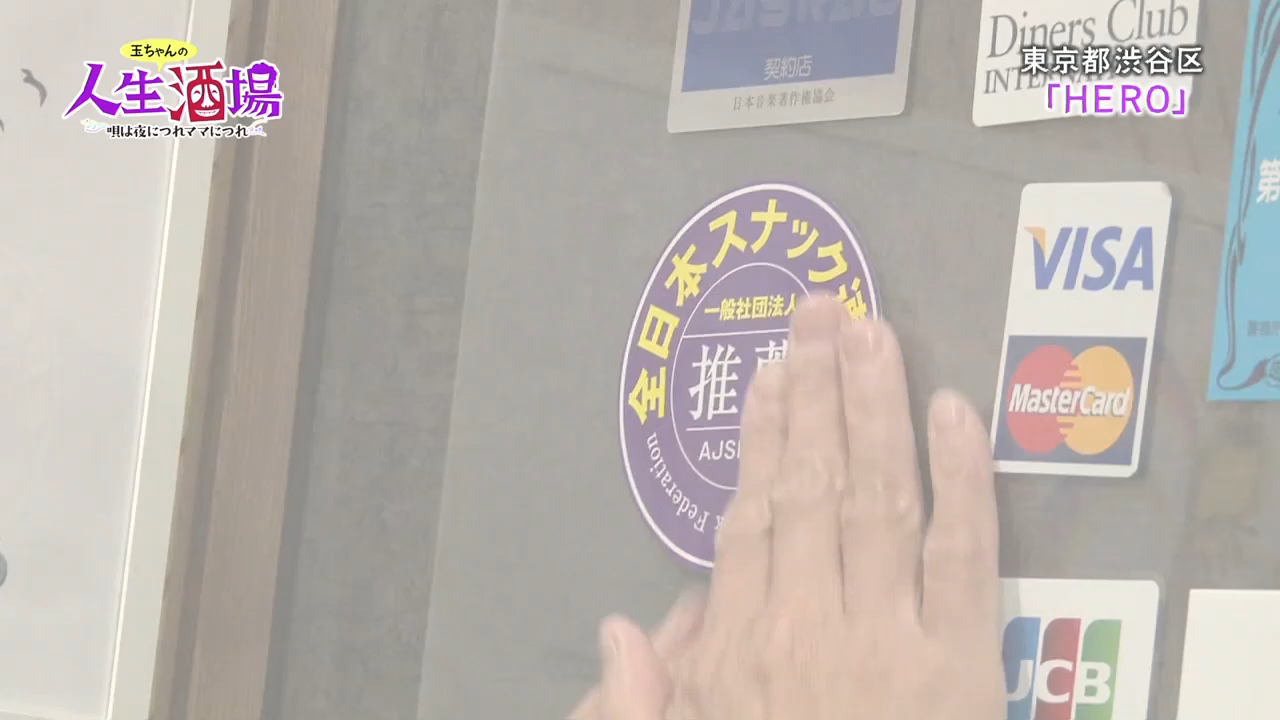 玉ちゃんの
人生酒場
唄は夜につれママにつれ
東京都渋谷区
「HERO」
JASRAC
契約店
日本音楽著作権協会
Diners Club
全日本スナック
一般社団法人
推
Federation
VISA
MasterCard
JCB
第